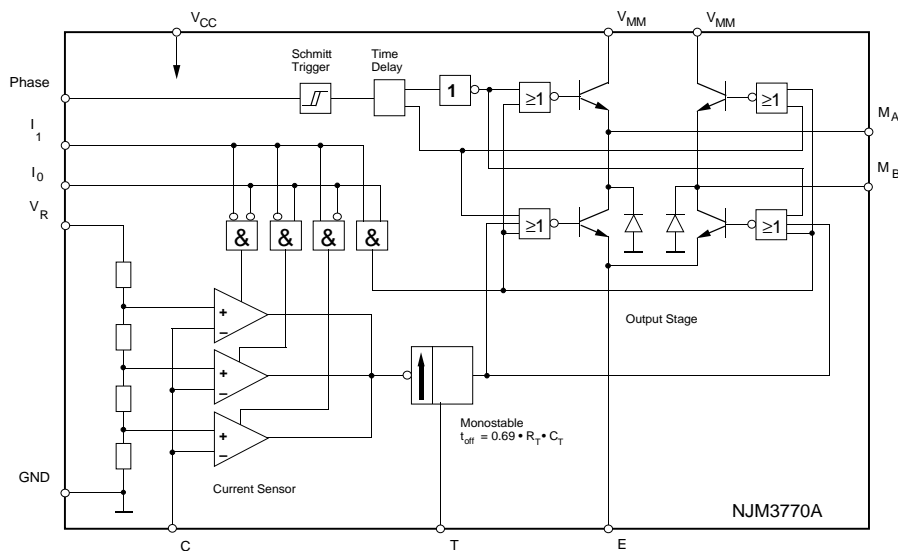 V_CC
V_MM
V_MM
Schmitt
Trigger
Time
Delay
Phase
1
≥1
≥1
M_A
I_1
I_0
M_B
V_R
&
&
&
&
≥1
≥1
+
−
Output Stage
+
−
Monostable
t_off = 0.69 • R_T • C_T
+
−
GND
Current Sensor
NJM3770A
C
T
E